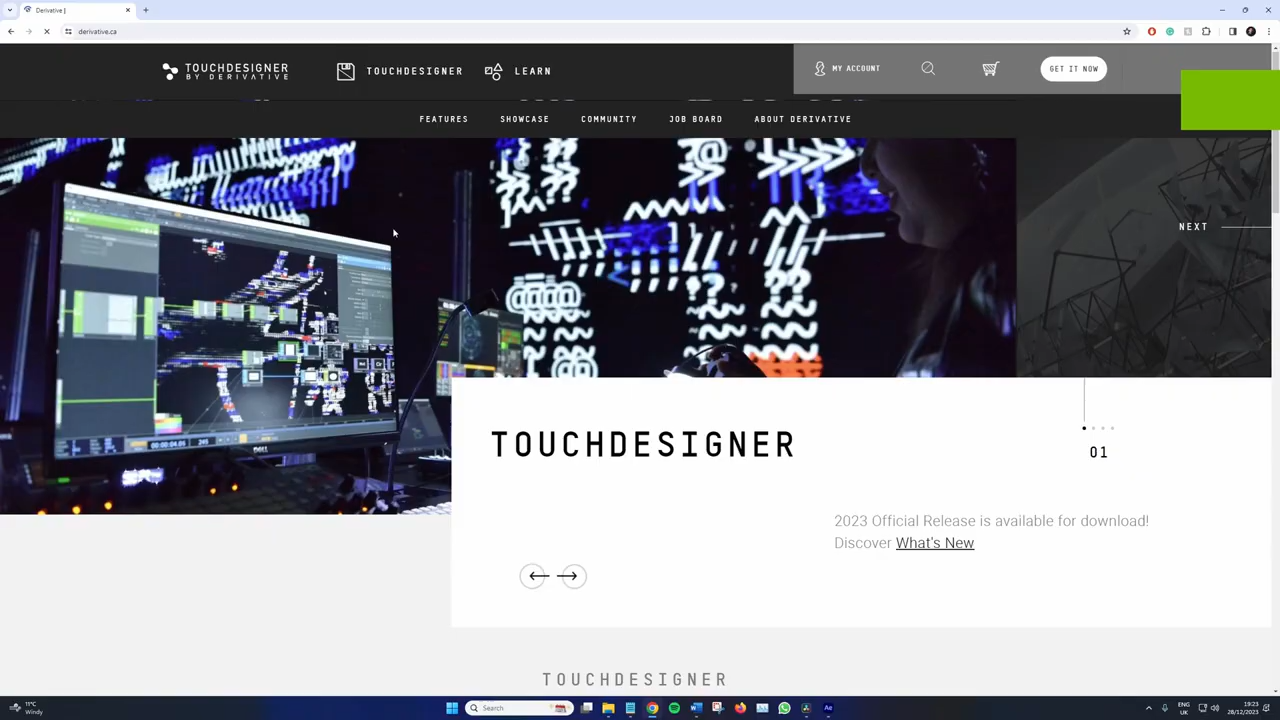 Derivative |
derivative.ca
TOUCHDESIGNER
BY DERIVATIVE
TOUCHDESIGNER
LEARN
MY ACCOUNT
GET IT NOW
FEATURES
SHOWCASE
COMMUNITY
JOB BOARD
ABOUT DERIVATIVE
NEXT
DELL
TOUCHDESIGNER
01
2023 Official Release is available for download!
Discover What's New
TOUCHDESIGNER
11°C
Windy
Search
ENG
UK
19:23
28/12/2023